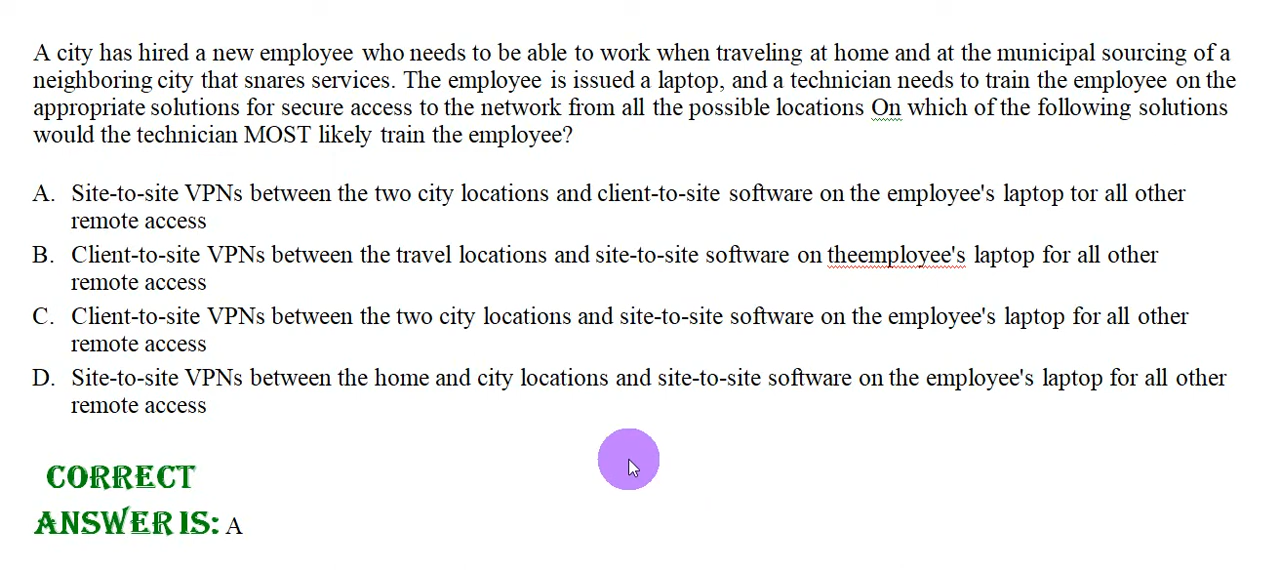 A city has hired a new employee who needs to be able to work when traveling at home and at the municipal sourcing of a
neighboring city that snares services. The employee is issued a laptop, and a technician needs to train the employee on the
appropriate solutions for secure access to the network from all the possible locations On which of the following solutions
would the technician MOST likely train the employee?
A. Site-to-site VPNs between the two city locations and client-to-site software on the employee's laptop tor all other
remote access
B. Client-to-site VPNs between the travel locations and site-to-site software on theemployee's laptop for all other
remote access
C. Client-to-site VPNs between the two city locations and site-to-site software on the employee's laptop for all other
remote access
D. Site-to-site VPNs between the home and city locations and site-to-site software on the employee's laptop for all other
remote access
CORRECT
ANSWER IS: A